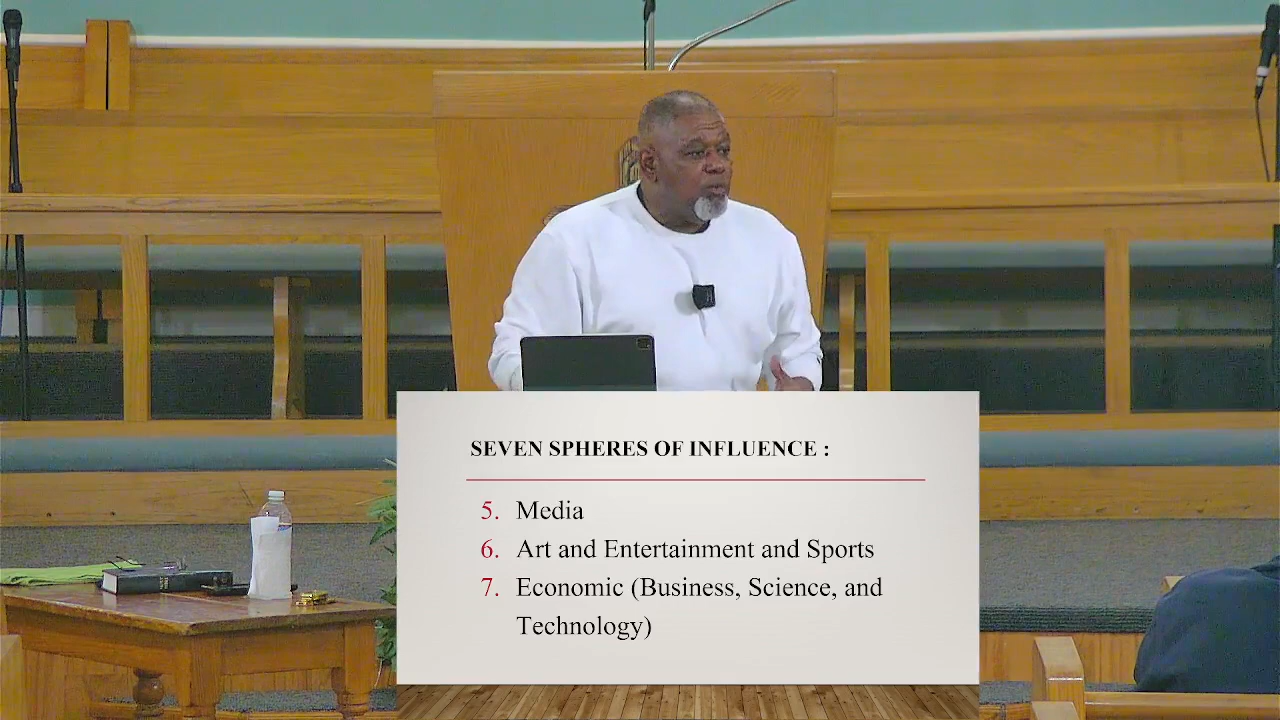 SEVEN SPHERES OF INFLUENCE :
5. Media
6. Art and Entertainment and Sports
7. Economic (Business, Science, and
Technology)